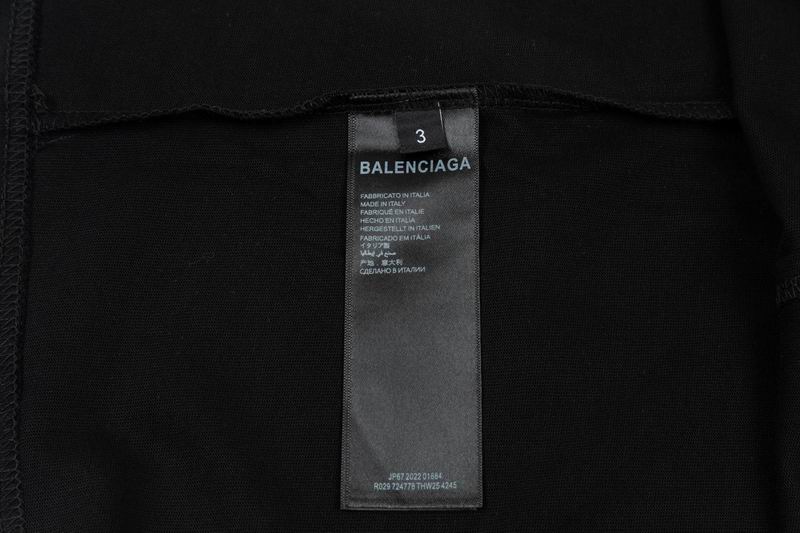 3
BALENCIAGA
FABBRICATO IN ITALIA
MADE IN ITALY
FABRIQUÉ EN ITALIE
HECHO EN ITALIA
HERGESTELLT IN ITALIEN
FABRICADO EM ITÁLIA
イタリア製
صنع في إيطاليا
产地．意大利
СДЕЛАНО В ИТАЛИИ
JP67 2022 01664
R029 724778 THW25 4245